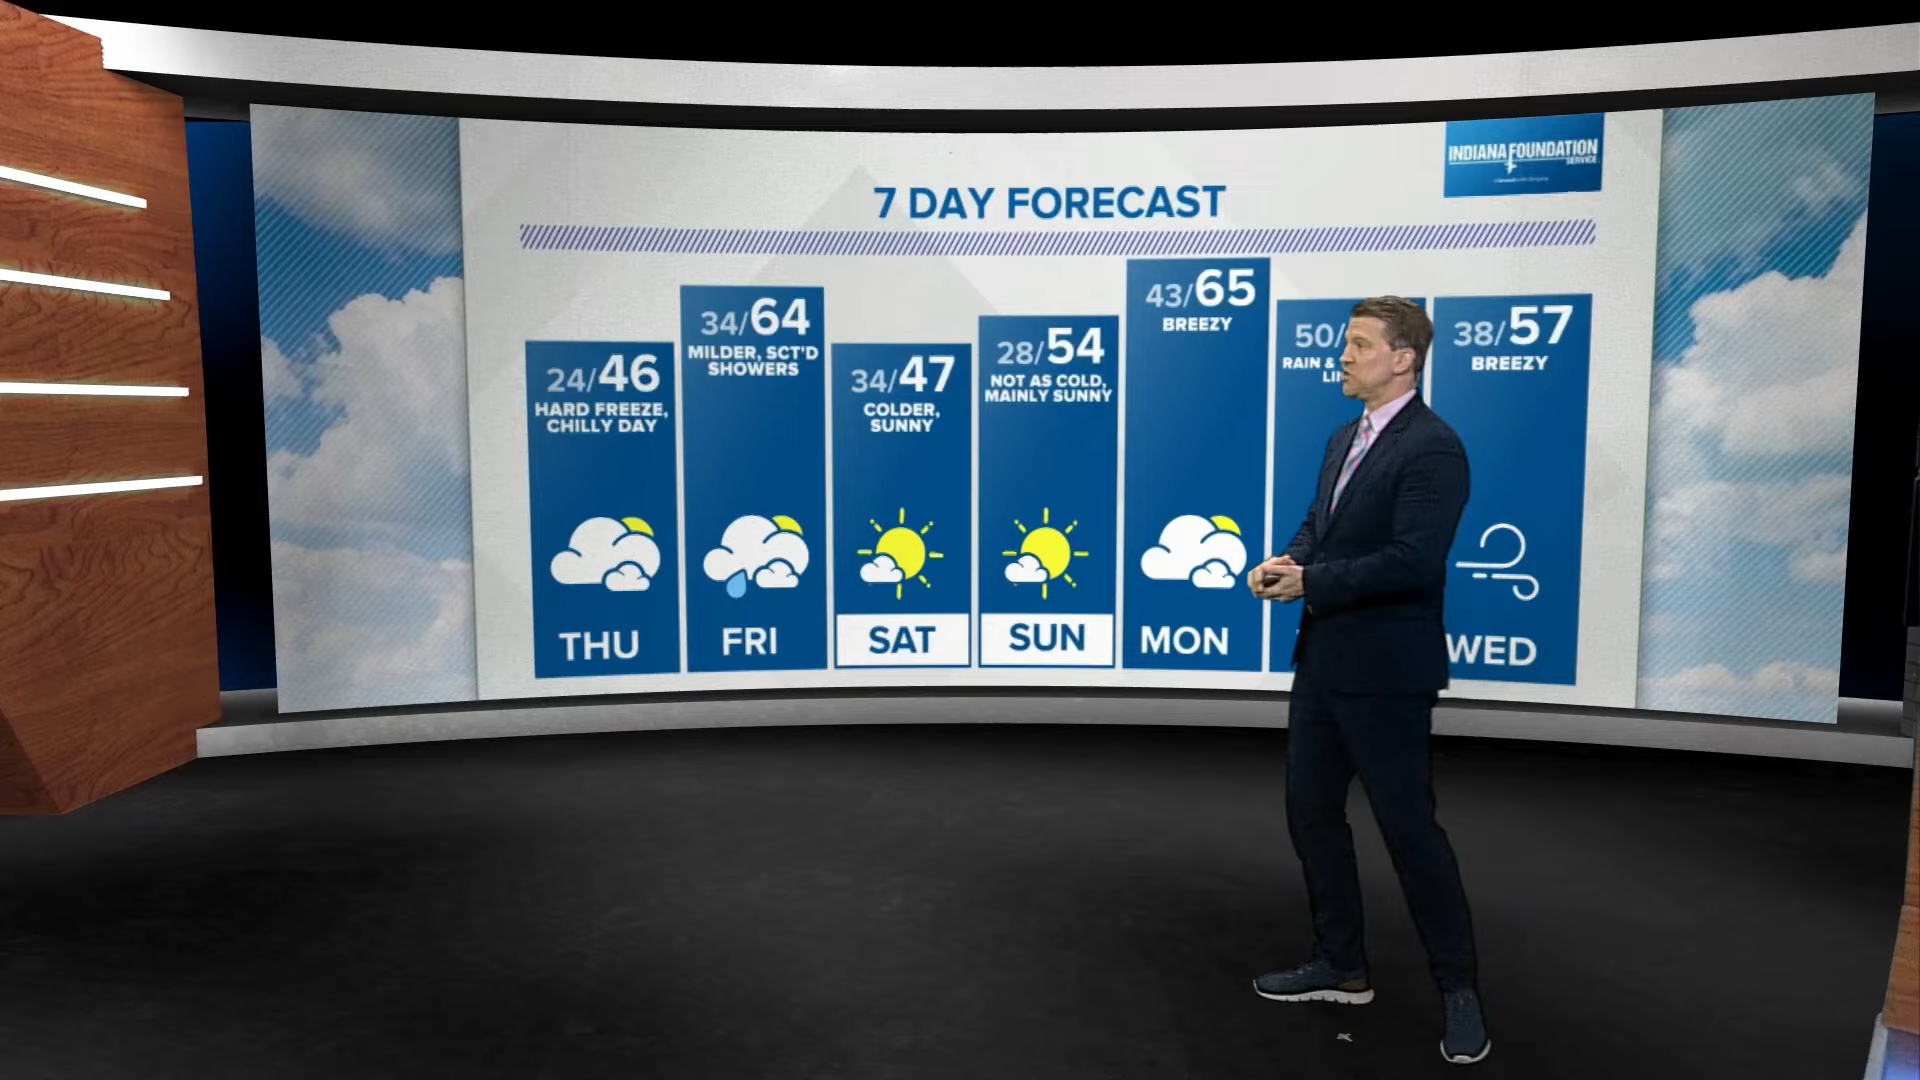 INDIANA FOUNDATION
SERVICE
7 DAY FORECAST
24/46
HARD FREEZE,
CHILLY DAY
THU
34/64
MILDER, SCT'D
SHOWERS
FRI
34/47
COLDER,
SUNNY
SAT
28/54
NOT AS COLD,
MAINLY SUNNY
SUN
43/65
BREEZY
MON
50/
RAIN &
38/57
BREEZY
WED